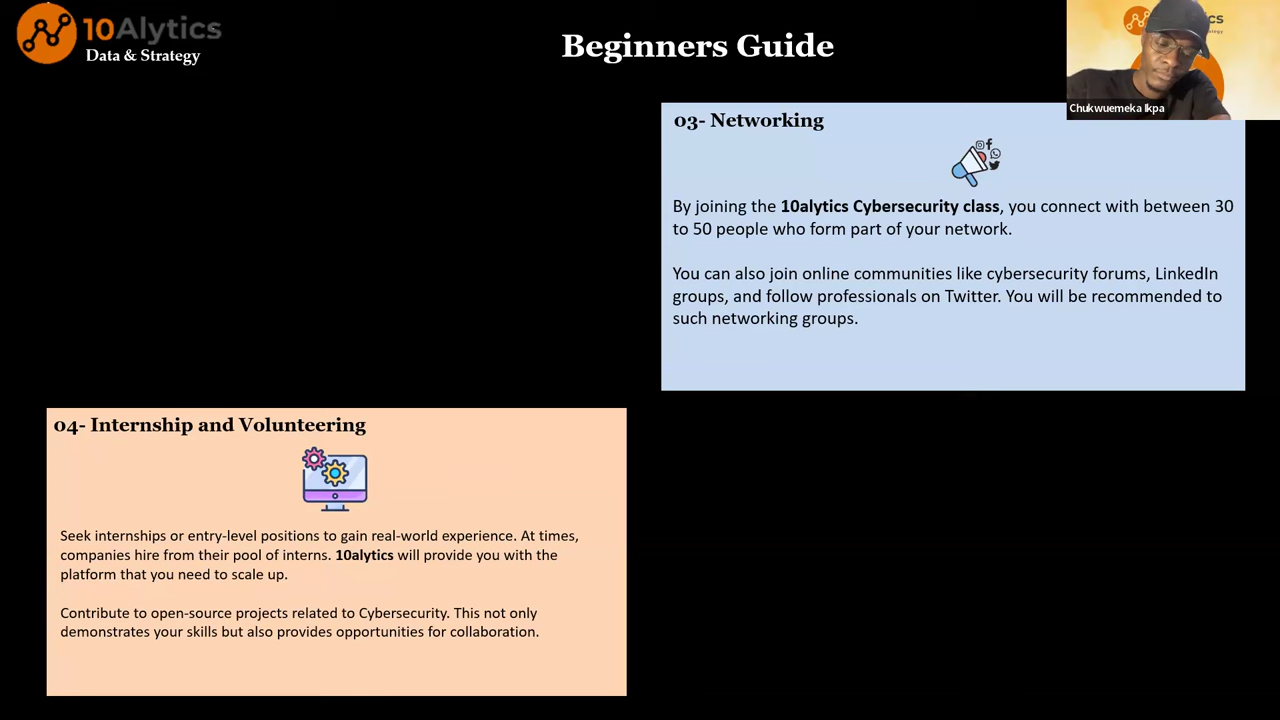 10Alytics
Data & Strategy
Beginners Guide
Chukwuemeka Ikpa
03- Networking
By joining the 10alytics Cybersecurity class, you connect with between 30
to 50 people who form part of your network.
You can also join online communities like cybersecurity forums, LinkedIn
groups, and follow professionals on Twitter. You will be recommended to
such networking groups.
04- Internship and Volunteering
Seek internships or entry-level positions to gain real-world experience. At times,
companies hire from their pool of interns. 10alytics will provide you with the
platform that you need to scale up.
Contribute to open-source projects related to Cybersecurity. This not only
demonstrates your skills but also provides opportunities for collaboration.